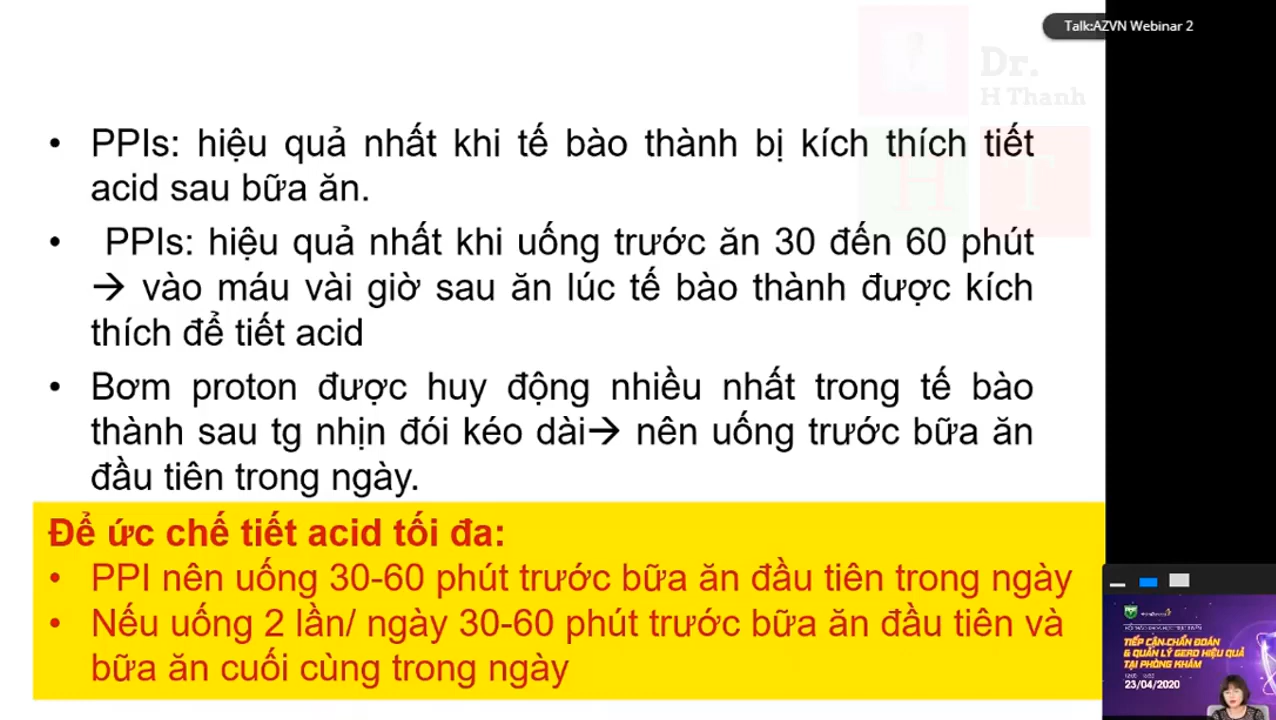 Talk:AZVN Webinar 2
Dr.
H Thanh
H T
• PPIs: hiệu quả nhất khi tế bào thành bị kích thích tiết
acid sau bữa ăn.
• PPIs: hiệu quả nhất khi uống trước ăn 30 đến 60 phút
→ vào máu vài giờ sau ăn lúc tế bào thành được kích
thích để tiết acid
• Bơm proton được huy động nhiều nhất trong tế bào
thành sau tg nhịn đói kéo dài→ nên uống trước bữa ăn
đầu tiên trong ngày.
Để ức chế tiết acid tối đa:
• PPI nên uống 30-60 phút trước bữa ăn đầu tiên trong ngày
• Nếu uống 2 lần/ ngày 30-60 phút trước bữa ăn đầu tiên và
bữa ăn cuối cùng trong ngày
TIẾP CẬN-CHẨN ĐOÁN
& QUẢN LÝ GERD HIỆU QUẢ
TẠI PHÒNG KHÁM
23/04/2020